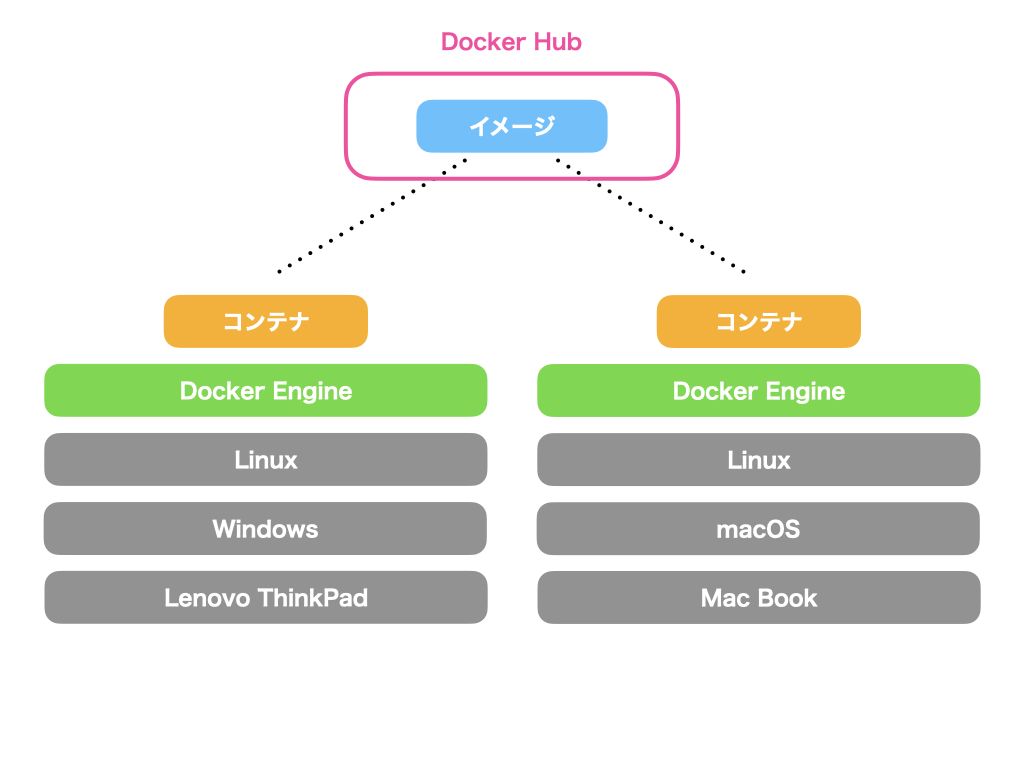 Docker Hub
イメージ
コンテナ
コンテナ
Docker Engine
Docker Engine
Linux
Linux
Windows
macOS
Lenovo ThinkPad
Mac Book